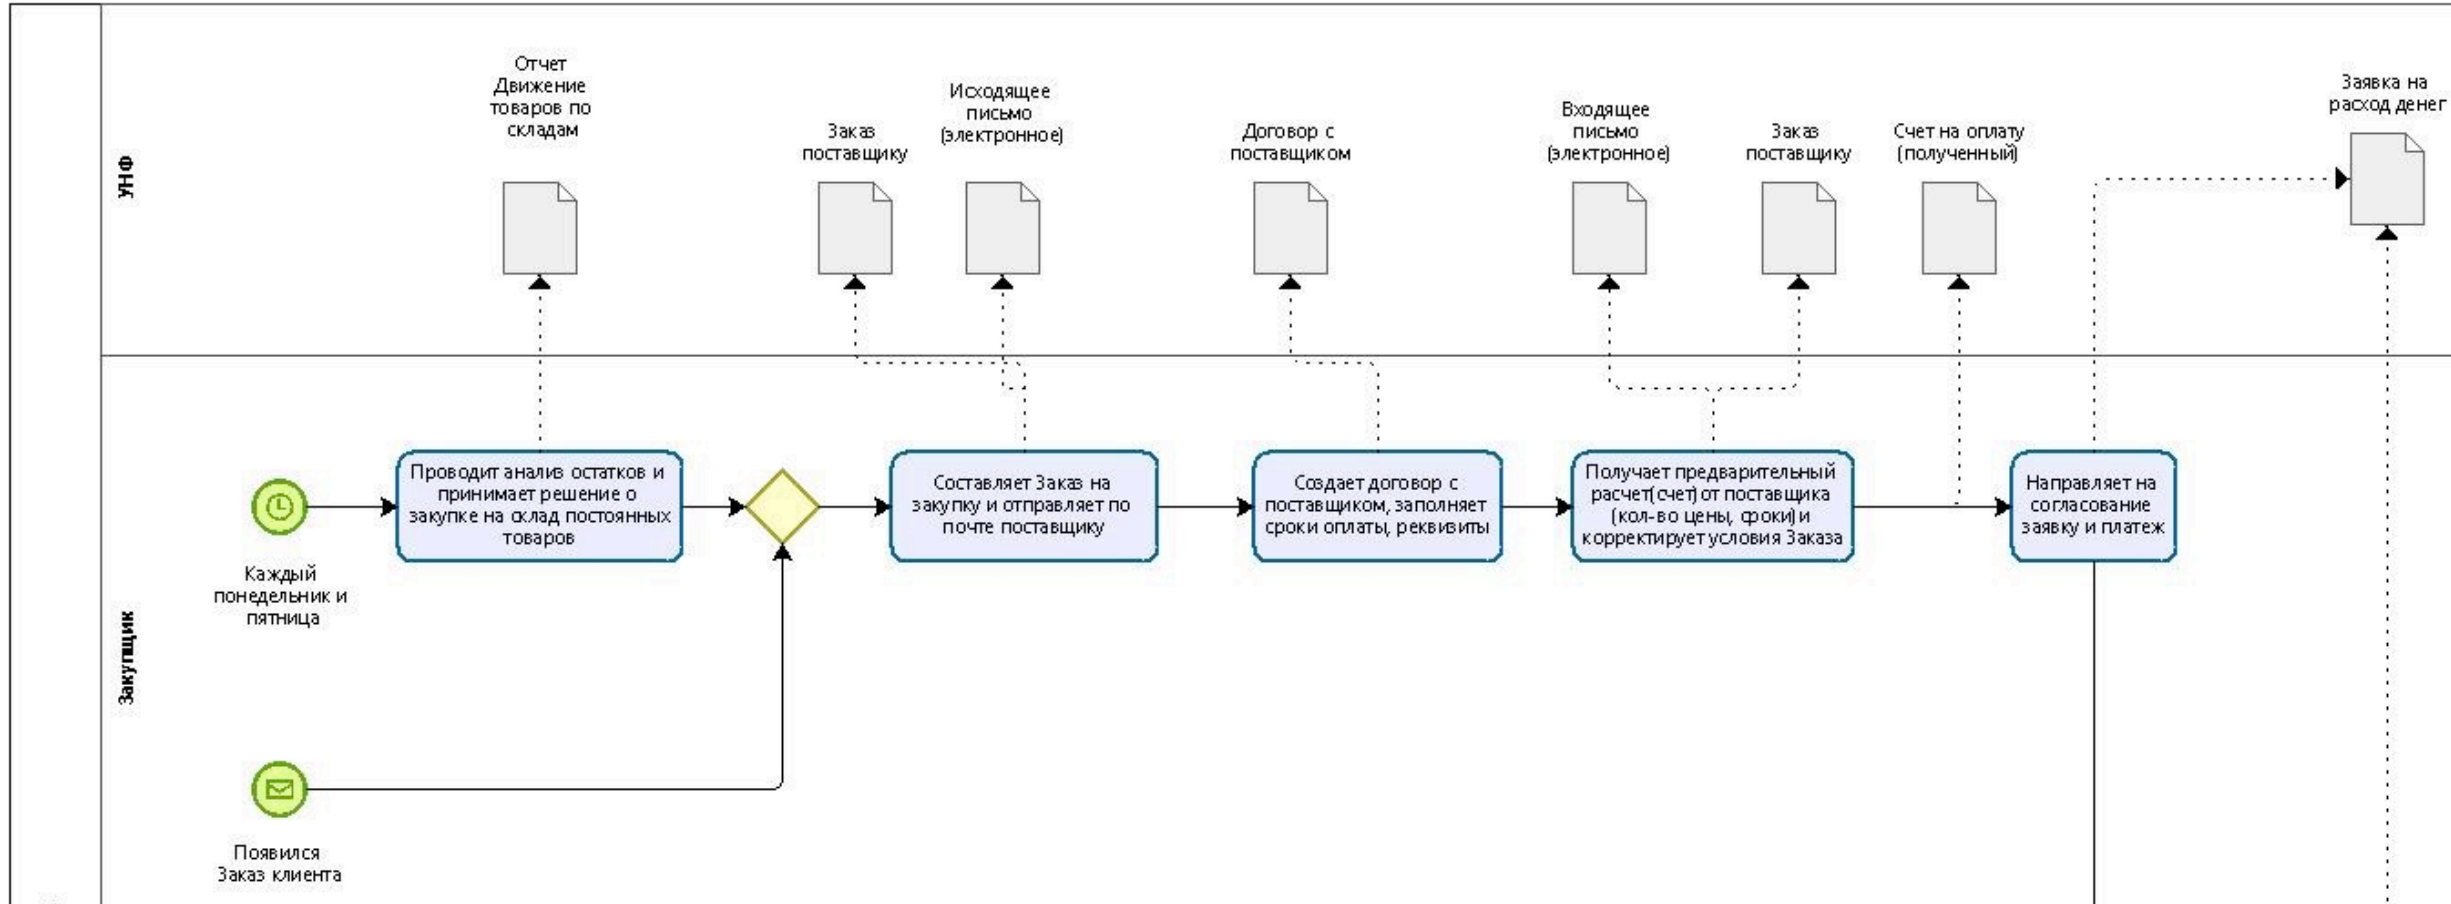 Отчет
Движение
товаров по
складам
Заказ
поставщику
Исходящее
письмо
(электронное)
Договор с
поставщиком
Входящее
письмо
(электронное)
Заказ
поставщику
Счет на оплату
(полученный)
Заявка на
расход денег
УНФ
Закупщик
Каждый
понедельник и
пятница
Проводит анализ остатков и
принимает решение о
закупке на склад постоянных
товаров
Составляет Заказ на
закупку и отправляет по
почте поставщику
Создает договор с
поставщиком, заполняет
сроки оплаты, реквизиты
Получает предварительный
расчет(счет) от поставщика
(кол-во цены, сроки) и
корректирует условия Заказа
Направляет на
согласование
заявку и платеж
Появился
Заказ клиента